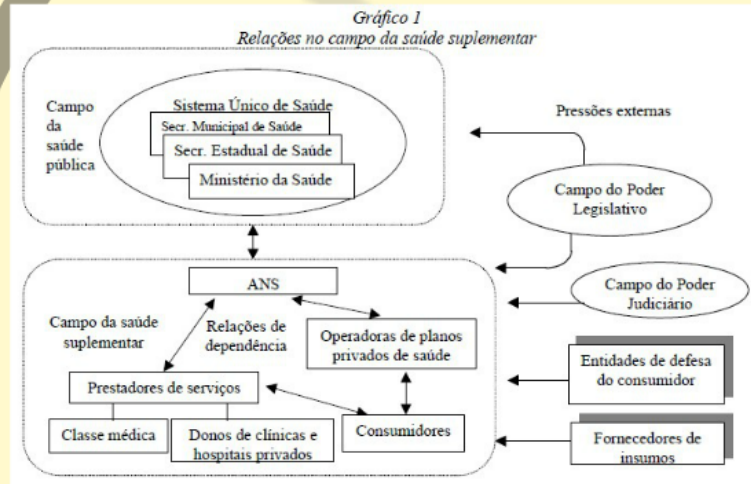 Gráfico 1
Relações no campo da saúde suplementar
Campo
da
saúde
pública
Sistema Único de Saúde
Secr. Municipal de Saúde
Secr. Estadual de Saúde
Ministério da Saúde
Pressões externas
Campo do Poder
Legislativo
Campo do Poder
Judiciário
ANS
Campo da saúde
suplementar
Relações de
dependência
Operadoras de planos
privados de saúde
Prestadores de serviços
Classe médica
Donos de clínicas e
hospitais privados
Consumidores
Entidades de defesa
do consumidor
Fornecedores de
insumos